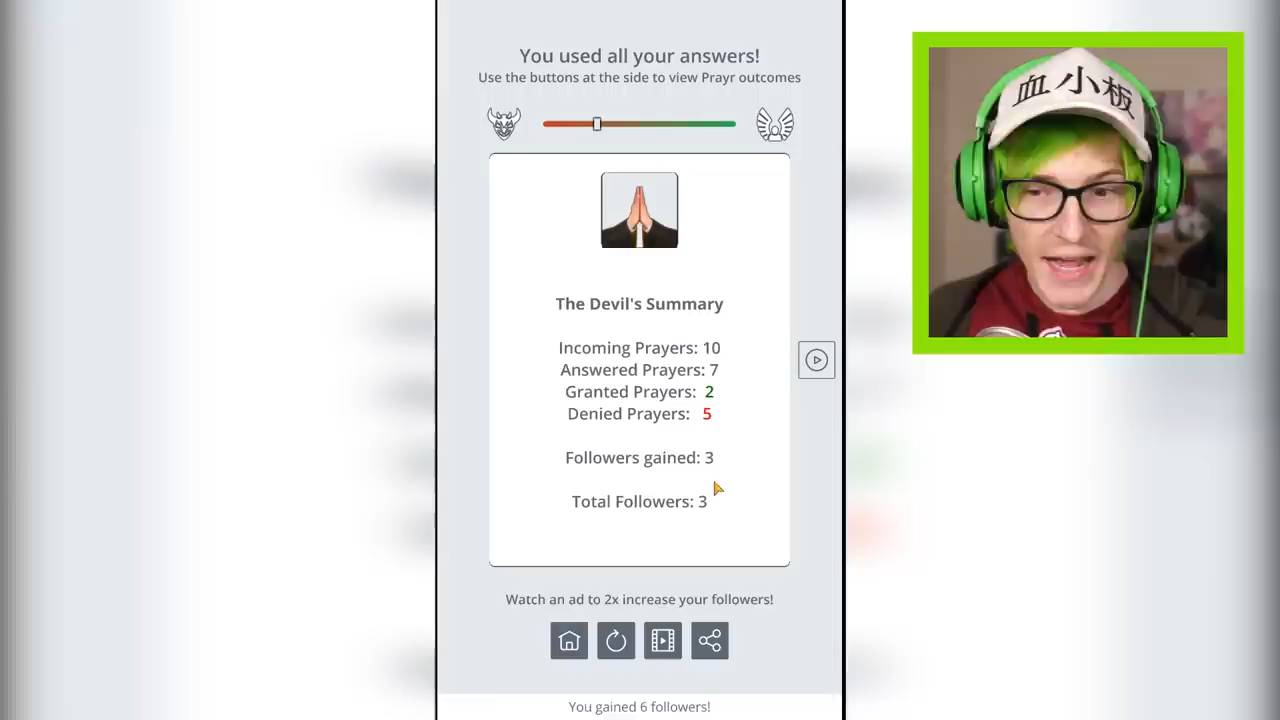 You used all your answers!
Use the buttons at the side to view Prayr outcomes
血小板
The Devil's Summary
Incoming Prayers: 10
Answered Prayers: 7
Granted Prayers: 2
Denied Prayers: 5
Followers gained: 3
Total Followers: 3
Watch an ad to 2x increase your followers!
You gained 6 followers!